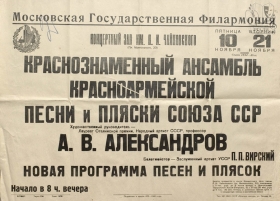 Московская Государственная Филармония
КОНЦЕРТНЫЙ ЗАЛ ИМ. П. И. ЧАЙКОВСКОГО
ПЯТНИЦА
10
НОЯБРЯ
ВТОРНИК
21
НОЯБРЯ
КРАСНОЗНАМЕННЫЙ АНСАМБЛЬ
КРАСНОАРМЕЙСКОЙ
ПЕСНИ и ПЛЯСКИ СОЮЗА ССР
Художественный руководитель—
Лауреат Сталинской премии, Народный артист СССР, профессор
А. В. АЛЕКСАНДРОВ
Балетмейстер—Заслуженный артист УССР П. П. ВИРСКИЙ
НОВАЯ ПРОГРАММА ПЕСЕН И ПЛЯСОК
Начало в 8 ч. вечера